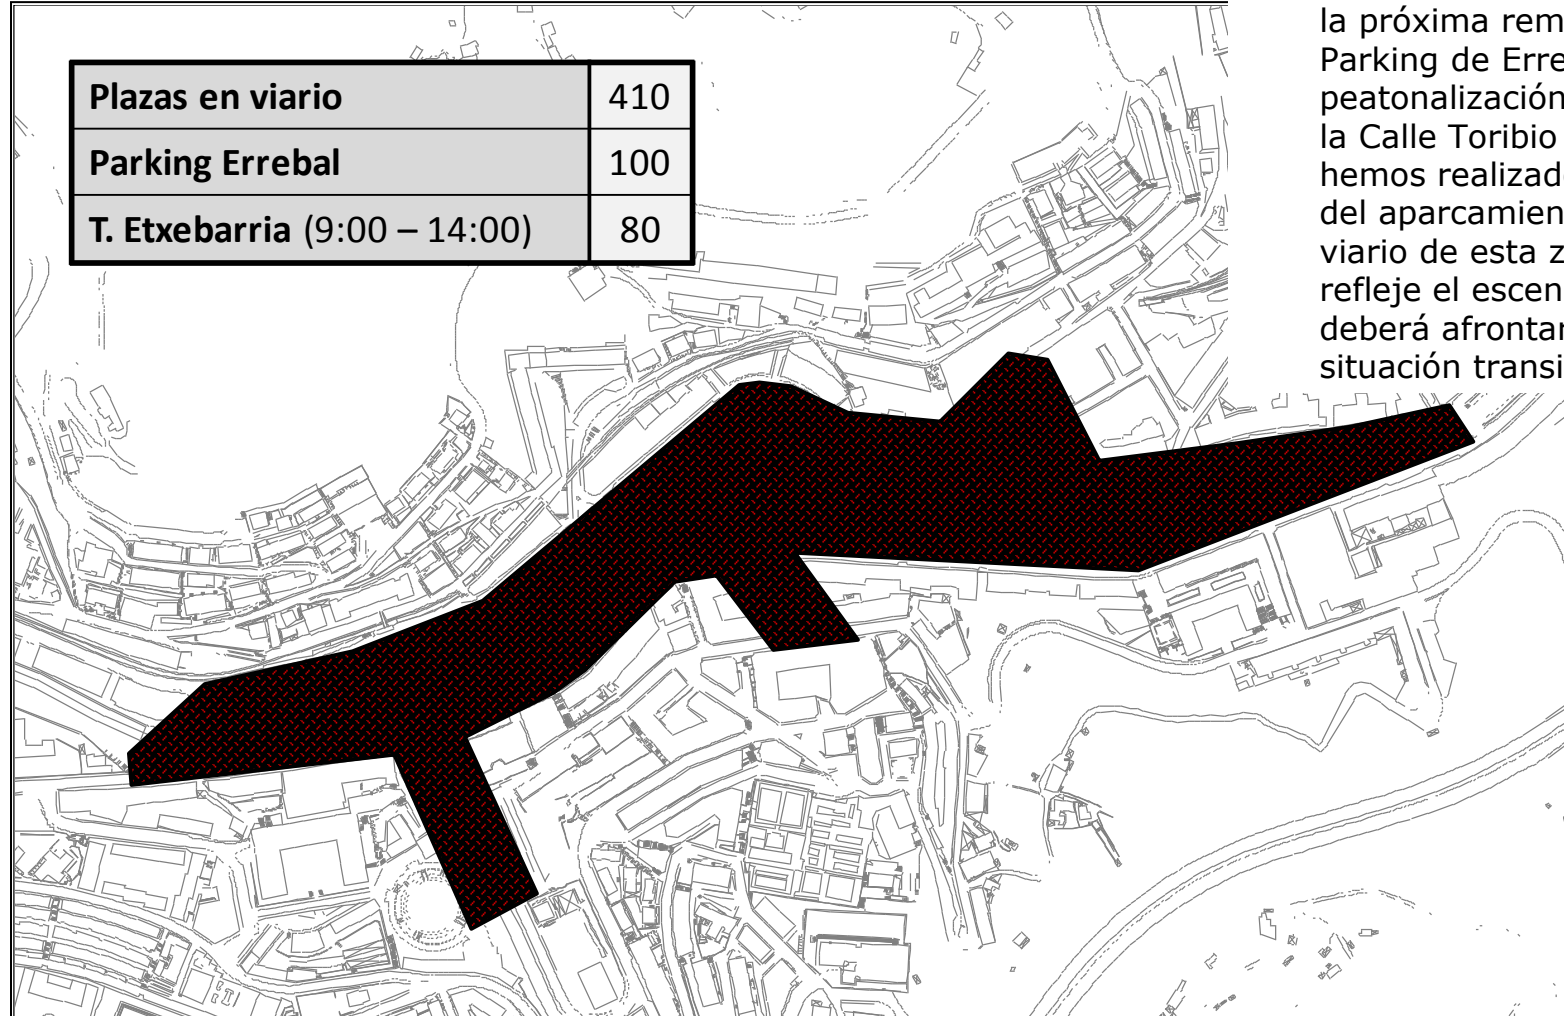 Plazas en viario 410
Parking Errebal 100
T. Etxebarria (9:00 – 14:00) 80
la próxima rem
Parking de Erre
peatonalización
la Calle Toribio
hemos realizad
del aparcamien
viario de esta z
refleje el escen
deberá afrontar
situación transi